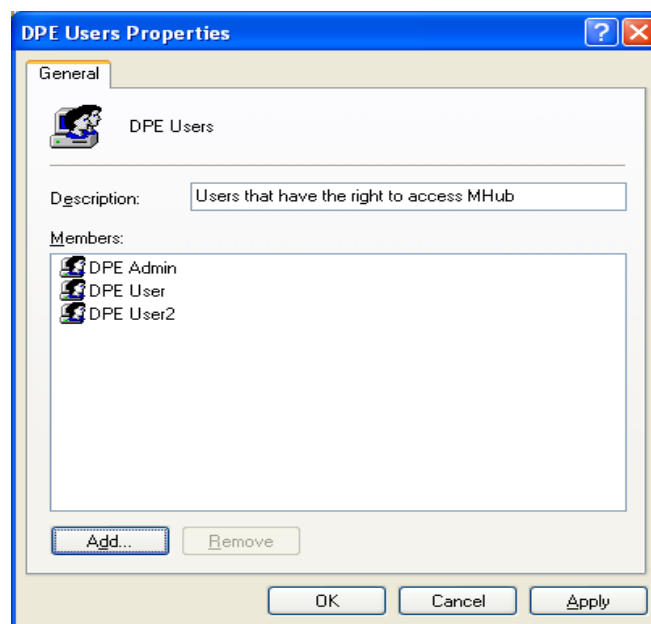 DPE Users Properties
General
DPE Users
Description: Users that have the right to access MHub
Members:
DPE Admin
DPE User
DPE User2
Add... Remove
OK Cancel Apply